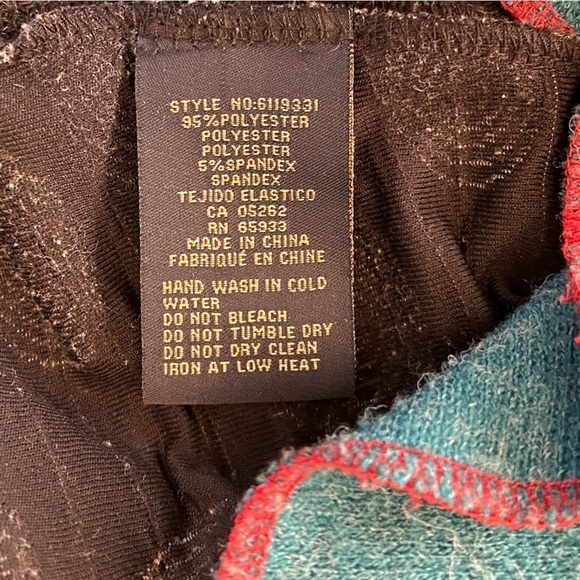 STYLE NO:6119331
95%POLYESTER
POLYESTER
POLYESTER
5%SPANDEX
SPANDEX
TEJIDO ELASTICO
CA 05262
RN 65933
MADE IN CHINA
FABRIQUÉ EN CHINE
HAND WASH IN COLD
WATER
DO NOT BLEACH
DO NOT TUMBLE DRY
DO NOT DRY CLEAN
IRON AT LOW HEAT